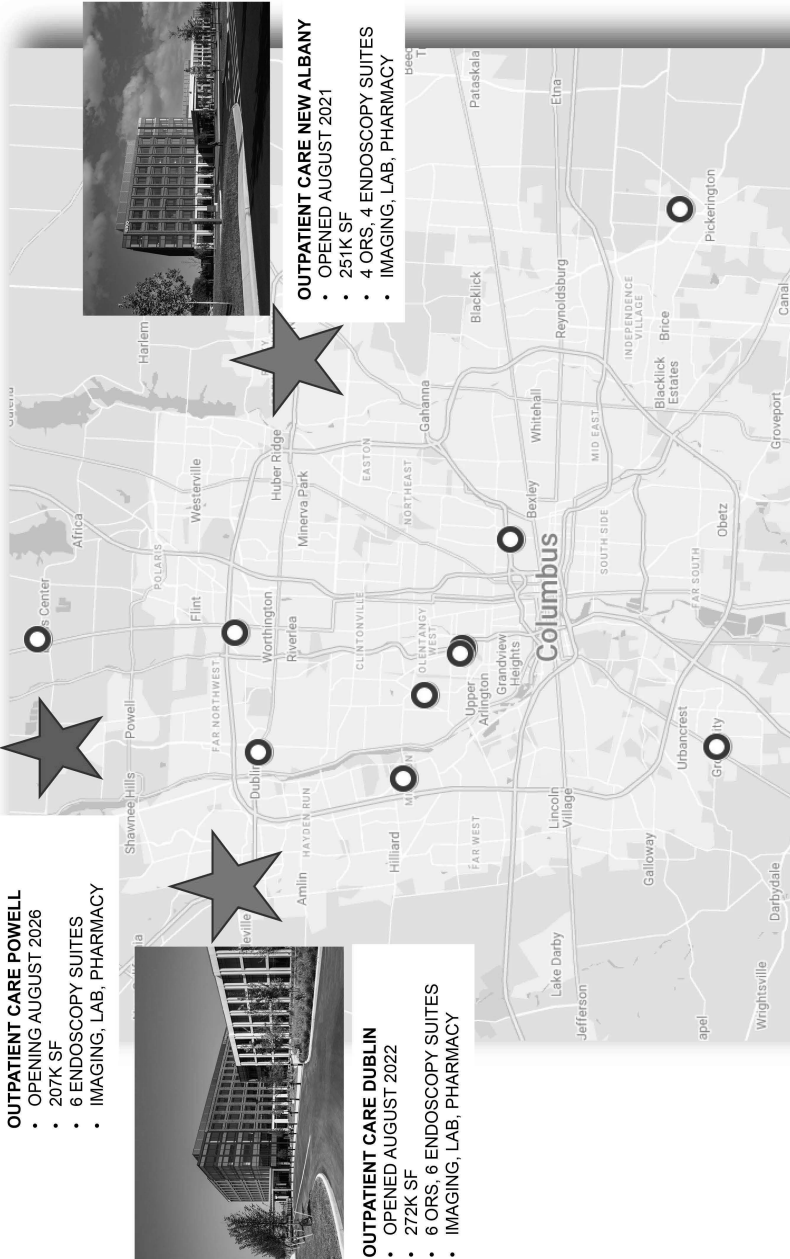 OUTPATIENT CARE POWELL
• OPENING AUGUST 2026
• 207K SF
• 6 ENDOSCOPY SUITES
• IMAGING, LAB, PHARMACY
OUTPATIENT CARE NEW ALBANY
• OPENED AUGUST 2021
• 251K SF
• 4 ORS, 4 ENDOSCOPY SUITES
• IMAGING, LAB, PHARMACY
OUTPATIENT CARE DUBLIN
• OPENED AUGUST 2022
• 272K SF
• 6 ORS, 6 ENDOSCOPY SUITES
• IMAGING, LAB, PHARMACY
s Center
Africa
Harlem
Shawnee Hills
Powell
POLARIS
Westerville
Flint
FAR NORTHWEST
Dublin
Worthington
Riverlea
Huber Ridge
Minerva Park
HAYDEN RUN
Amlin
CLINTONVILLE
EASTON
NORTHEAST
Gahanna
Hilliard
OLENTANGY
WEST
Upper
Arlington
Grandview
Heights
FAR WEST
Blacklick
Pataskala
Etna
Reynoldsburg
Whitehall
Bexley
Columbus
Lincoln
Village
Lake Darby
Jefferson
MID EAST
SOUTH SIDE
INDEPENDENCE
VILLAGE
Brice
Blacklick
Estates
Pickerington
Urbancrest
Galloway
FAR SOUTH
Obetz
Groveport
Canal
Darbydale
Wrightsville
apel